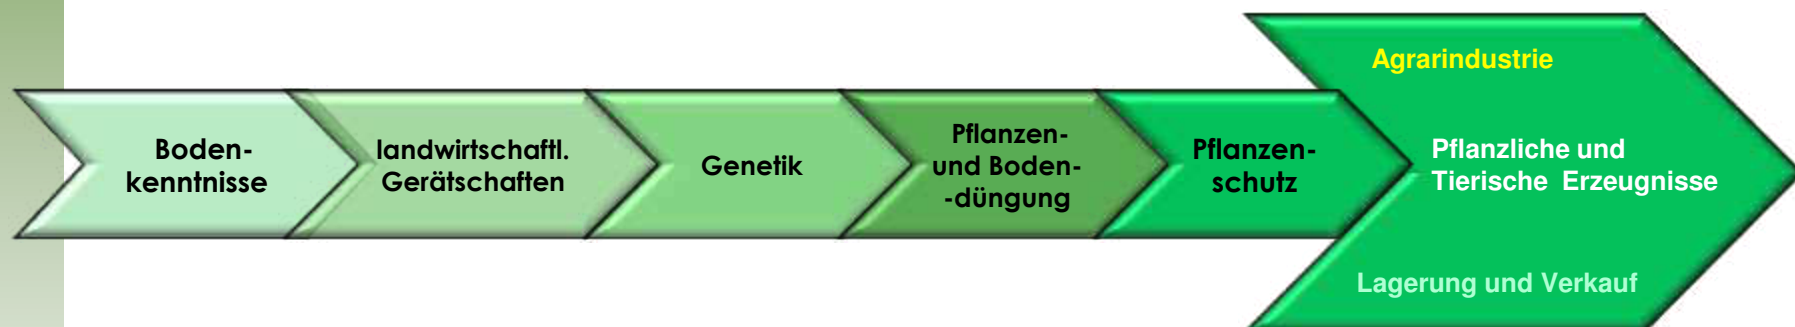 Boden-
kenntnisse
landwirtschaftl.
Gerätschaften
Genetik
Pflanzen-
und Boden-
-düngung
Pflanzen-
schutz
Agrarindustrie
Pflanzliche und
Tierische Erzeugnisse
Lagerung und Verkauf